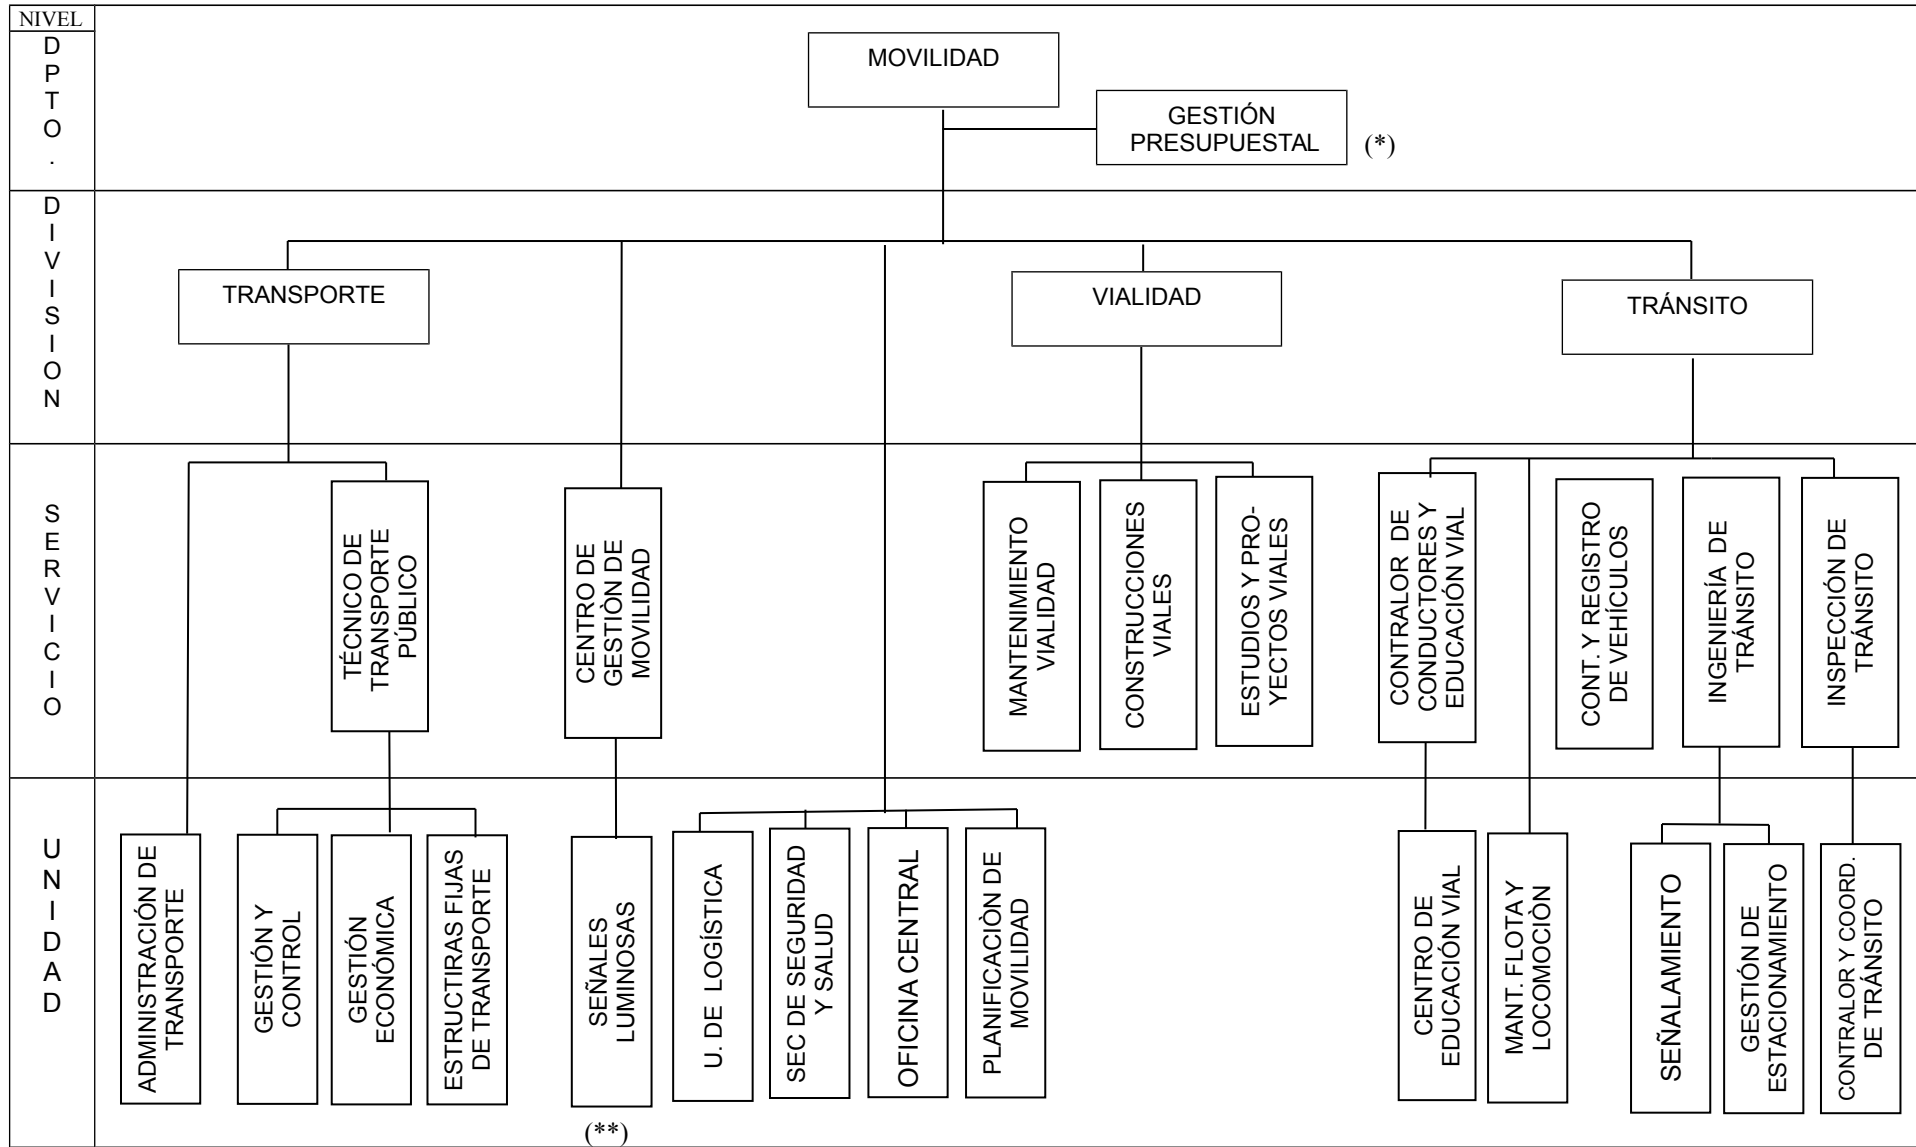 NIVEL
D
P
T
O
.
MOVILIDAD
GESTIÓN
PRESUPUESTAL
(*)
D
I
V
I
S
I
O
N
TRANSPORTE
VIALIDAD
TRÁNSITO
S
E
R
V
I
C
I
O
TÉCNICO DE
TRANSPORTE
PÚBLICO
CENTRO DE
GESTIÒN DE
MOVILIDAD
MANTENIMIENTO
VIALIDAD
CONSTRUCCIONES
VIALES
ESTUDIOS Y PRO-
YECTOS VIALES
CONTRALOR DE
CONDUCTORES Y
EDUCACIÓN VIAL
CONT. Y REGISTRO
DE VEHÍCULOS
INGENIERÍA DE
TRÁNSITO
INSPECCIÓN DE
TRÁNSITO
U
N
I
D
A
D
ADMINISTRACIÓN DE
TRANSPORTE
GESTIÓN Y
CONTROL
GESTIÓN
ECONÓMICA
ESTRUCTIRAS FIJAS
DE TRANSPORTE
SEÑALES
LUMINOSAS
(**)
U. DE LOGÍSTICA
SEC DE SEGURIDAD
Y SALUD
OFICINA CENTRAL
PLANIFICACIÒN DE
MOVILIDAD
CENTRO DE
EDUCACIÓN VIAL
MANT. FLOTA Y
LOCOMOCIÒN
SEÑALAMIENTO
GESTIÓN DE
ESTACIONAMIENTO
CONTRALOR Y COORD.
DE TRÁNSITO